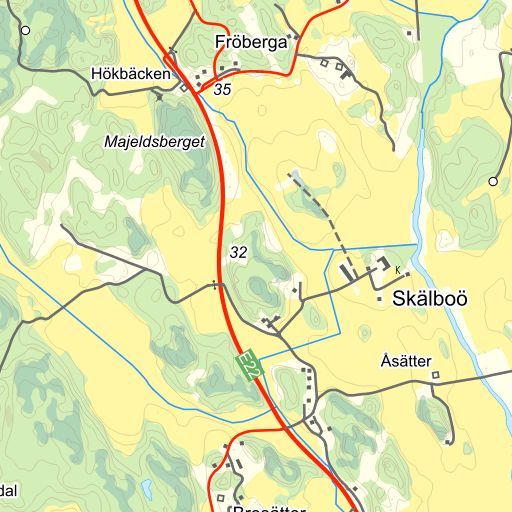 Fröberga
Hökbäcken
35
Majeldsberget
32
K
Skälboö
E22
Åsätter
dal